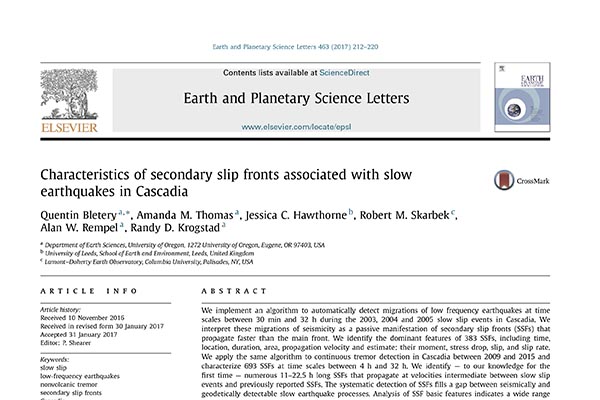 Earth and Planetary Science Letters 463 (2017) 212–220
Contents lists available at ScienceDirect
Earth and Planetary Science Letters
www.elsevier.com/locate/epsl
ELSEVIER
Characteristics of secondary slip fronts associated with slow
earthquakes in Cascadia
CrossMark
Quentin Bletery a,*, Amanda M. Thomas a, Jessica C. Hawthorne b, Robert M. Skarbek c,
Alan W. Rempel a, Randy D. Krogstad a
a Department of Earth Sciences, University of Oregon, 1272 University of Oregon, Eugene, OR 97403, USA
b University of Leeds, School of Earth and Environment, Leeds, United Kingdom
c Lamont–Doherty Earth Observatory, Columbia University, Palisades, NY, USA
ARTICLE INFO
Article history:
Received 10 November 2016
Received in revised form 30 January 2017
Accepted 31 January 2017
Editor: P. Shearer
Keywords:
slow slip
low-frequency earthquakes
nonvolcanic tremor
secondary slip fronts
ABSTRACT
We implement an algorithm to automatically detect migrations of low frequency earthquakes at time
scales between 30 min and 32 h during the 2003, 2004 and 2005 slow slip events in Cascadia. We
interpret these migrations of seismicity as a passive manifestation of secondary slip fronts (SSFs) that
propagate faster than the main front. We identify the dominant features of 383 SSFs, including time,
location, duration, area, propagation velocity and estimate: their moment, stress drop, slip, and slip rate.
We apply the same algorithm to continuous tremor detection in Cascadia between 2009 and 2015 and
characterize 693 SSFs at time scales between 4 h and 32 h. We identify – to our knowledge for the
first time – numerous 11–22.5 h long SSFs that propagate at velocities intermediate between slow slip
events and previously reported SSFs. The systematic detection of SSFs fills a gap between seismically and
geodetically detectable slow earthquake processes. Analysis of SSF basic features indicates a wide range